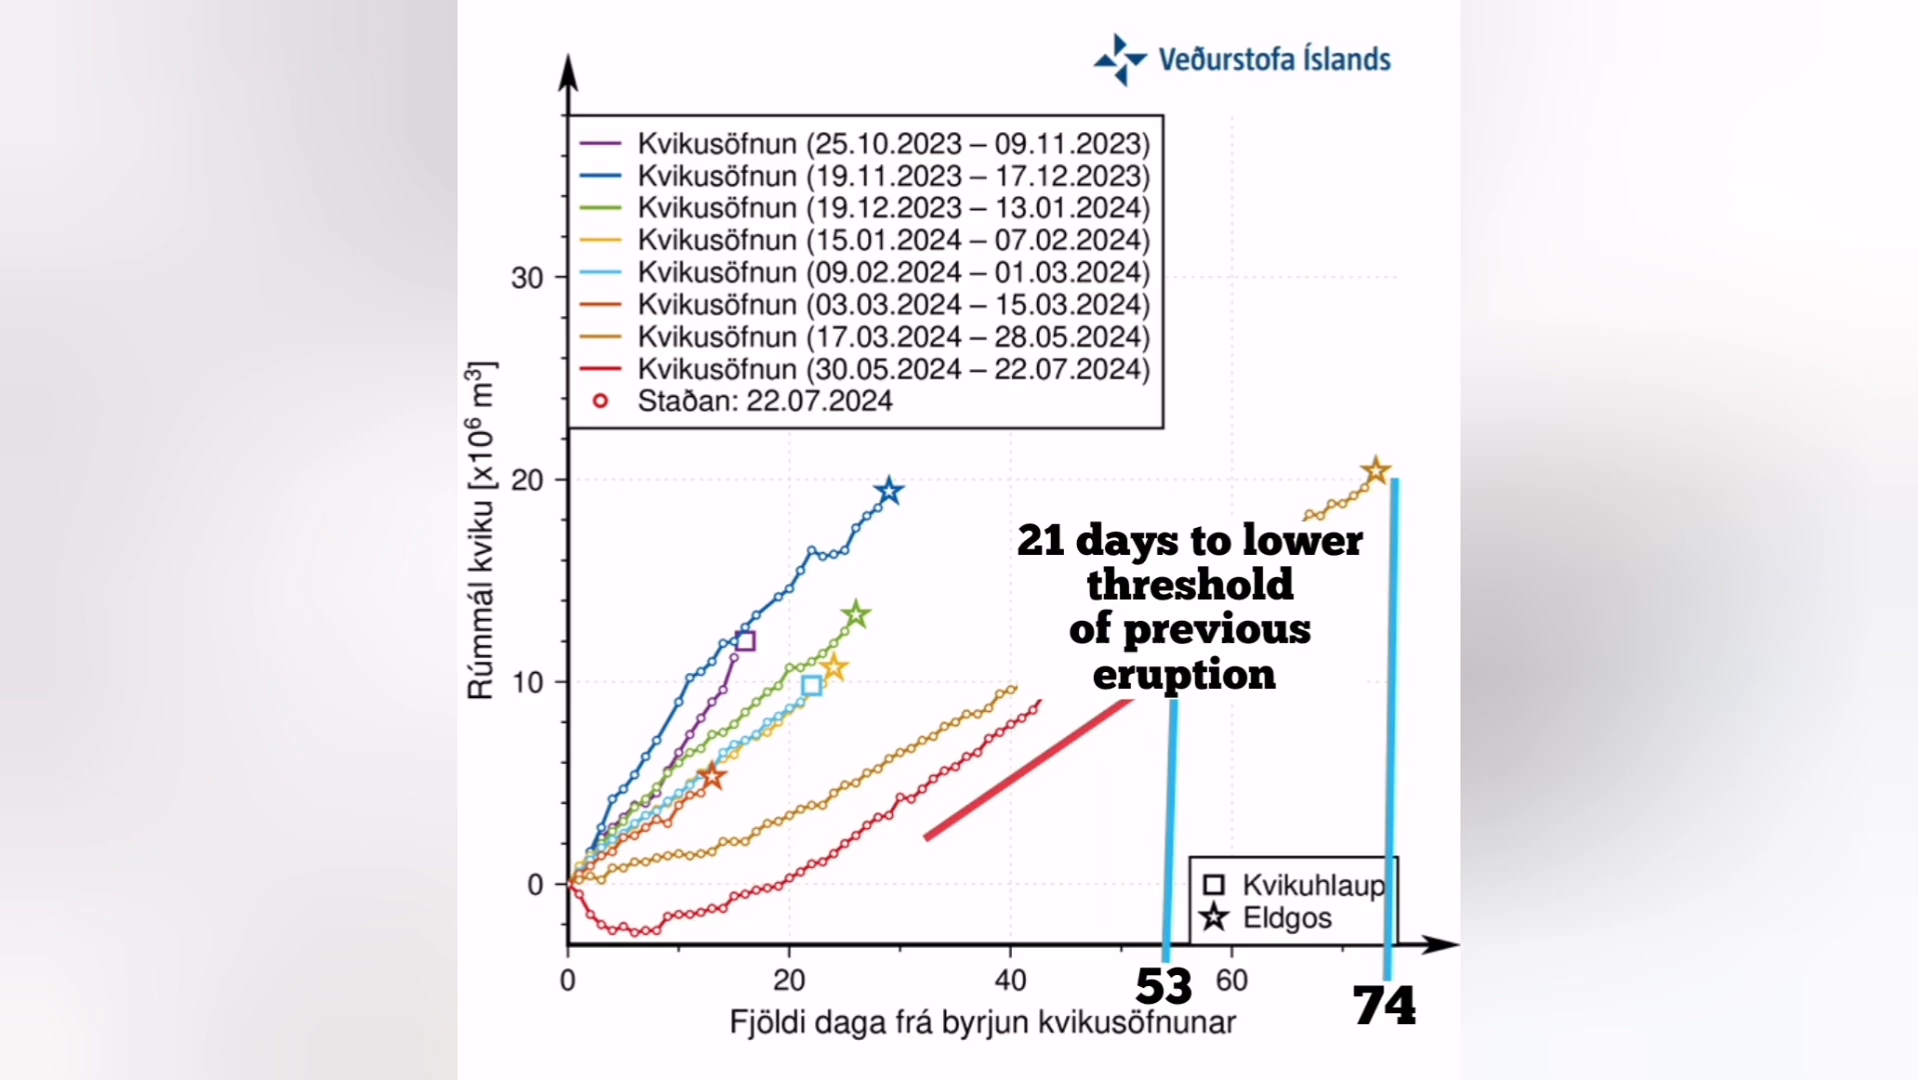 Veðurstofa Íslands
Kvikusöfnun (25.10.2023 – 09.11.2023)
Kvikusöfnun (19.11.2023 – 17.12.2023)
Kvikusöfnun (19.12.2023 – 13.01.2024)
Kvikusöfnun (15.01.2024 – 07.02.2024)
Kvikusöfnun (09.02.2024 – 01.03.2024)
Kvikusöfnun (03.03.2024 – 15.03.2024)
Kvikusöfnun (17.03.2024 – 28.05.2024)
Kvikusöfnun (30.05.2024 – 22.07.2024)
Staðan: 22.07.2024
Rúmmál kviku [x10⁶ m³]
30
20
10
0
21 days to lower
threshold
of previous
eruption
Kvikuhlaup
Eldgos
0 20 40 53 60 74
Fjöldi daga frá byrjun kvikusöfnunar